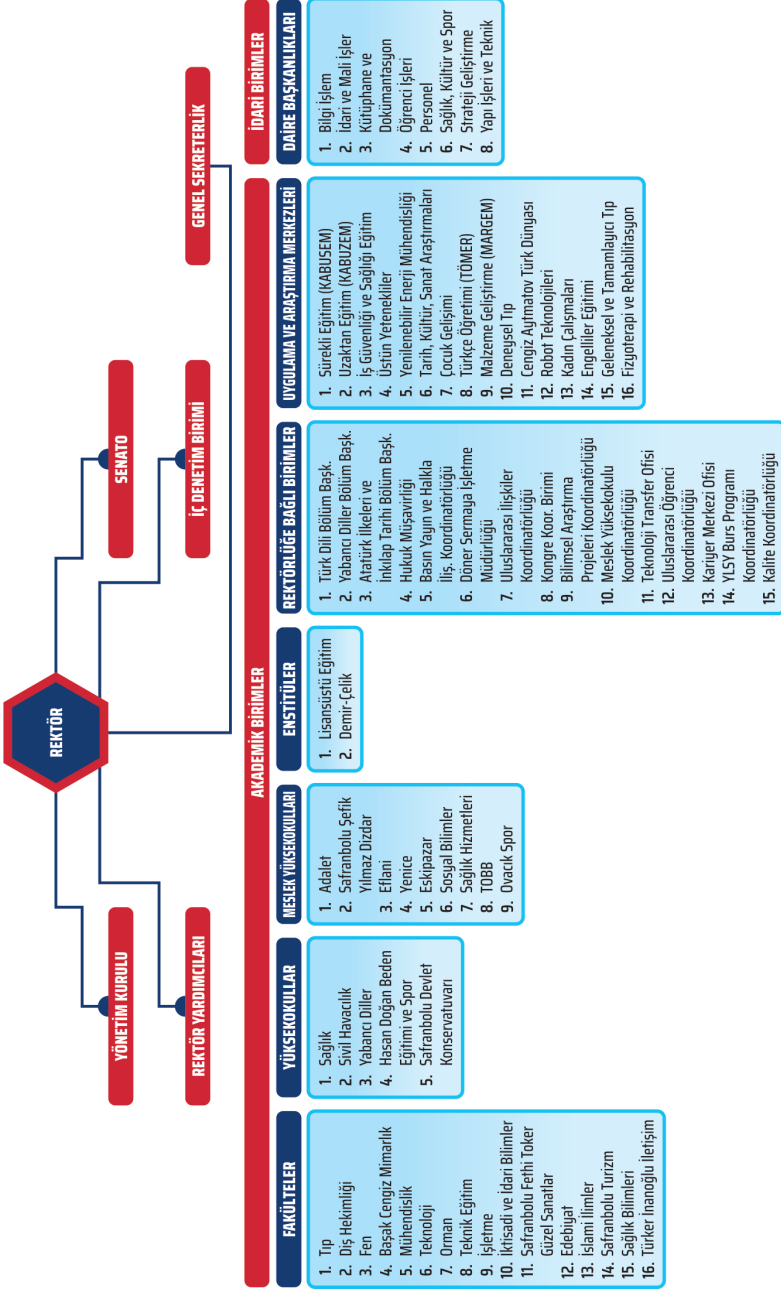 REKTÖR
YÖNETİM KURULU
SENATO
REKTÖR YARDIMCILARI
İÇ DENETİM BİRİMİ
GENEL SEKRETERLİK
AKADEMİK BİRİMLER
İDARİ BİRİMLER
FAKÜLTELER
1. Tıp
2. Diş Hekimliği
3. Fen
4. Başak Cengiz Mimarlık
5. Mühendislik
6. Teknoloji
7. Orman
8. Teknik Eğitim
9. İşletme
10. İktisadi ve İdari Bilimler
11. Safranbolu Fethi Toker
Güzel Sanatlar
12. Edebiyat
13. İslami İlimler
14. Safranbolu Turizm
15. Sağlık Bilimleri
16. Türker İnanoğlu İletişim
YÜKSEKOKULLAR
1. Sağlık
2. Sivil Havacılık
3. Yabancı Diller
4. Hasan Doğan Beden
Eğitimi ve Spor
5. Safranbolu Devlet
Konservatuvarı
MESLEK YÜKSEKOKULLARI
1. Adalet
2. Safranbolu Şefik
Yılmaz Dizdar
3. Eflani
4. Yenice
5. Eskipazar
6. Sosyal Bilimler
7. Sağlık Hizmetleri
8. TOBB
9. Ovacık Spor
ENSTİTÜLER
1. Lisansüstü Eğitim
2. Demir-Çelik
REKTÖRLÜĞE BAĞLI BİRİMLER
1. Türk Dili Bölüm Başk.
2. Yabancı Diller Bölüm Başk.
3. Atatürk İlkeleri ve
İnkılap Tarihi Bölüm Başk.
4. Hukuk Müşavirliği
5. Basın Yayın ve Halkla
İliş. Koordinatörlüğü
6. Döner Sermaya İşletme
Müdürlüğü
7. Uluslararası İlişkiler
Koordinatörlüğü
8. Kongre Koor. Birimi
9. Bilimsel Araştırma
Projeleri Koordinatörlüğü
10. Meslek Yüksekokulu
Koordinatörlüğü
11. Teknoloji Transfer Ofisi
12. Uluslararası Öğrenci
Koordinatörlüğü
13. Kariyer Merkezi Ofisi
14. YLSY Burs Programı
Koordinatörlüğü
15. Kalite Koordinatörlüğü
UYGULAMA VE ARAŞTIRMA MERKEZLERİ
1. Sürekli Eğitim (KABUSEM)
2. Uzaktan Eğitim (KABUZEM)
3. İş Güvenliği ve Sağlığı Eğitim
4. Üstün Yetenekliler
5. Yenilenebilir Enerji Mühendisliği
6. Tarih, Kültür, Sanat Araştırmaları
7. Çocuk Gelişimi
8. Türkçe Öğretimi (TÖMER)
9. Malzeme Geliştirme (MARGEM)
10. Deneysel Tıp
11. Cengiz Aytmatov Türk Dünyası
12. Robot Teknolojileri
13. Kadın Çalışmaları
14. Engelliler Eğitimi
15. Geleneksel ve Tamamlayıcı Tıp
16. Fizyoterapi ve Rehabilitasyon
DAİRE BAŞKANLIKLARI
1. Bilgi İşlem
2. İdari ve Mali İşler
3. Kütüphane ve
Dokümantasyon
4. Öğrenci İşleri
5. Personel
6. Sağlık, Kültür ve Spor
7. Strateji Geliştirme
8. Yapı İşleri ve Teknik